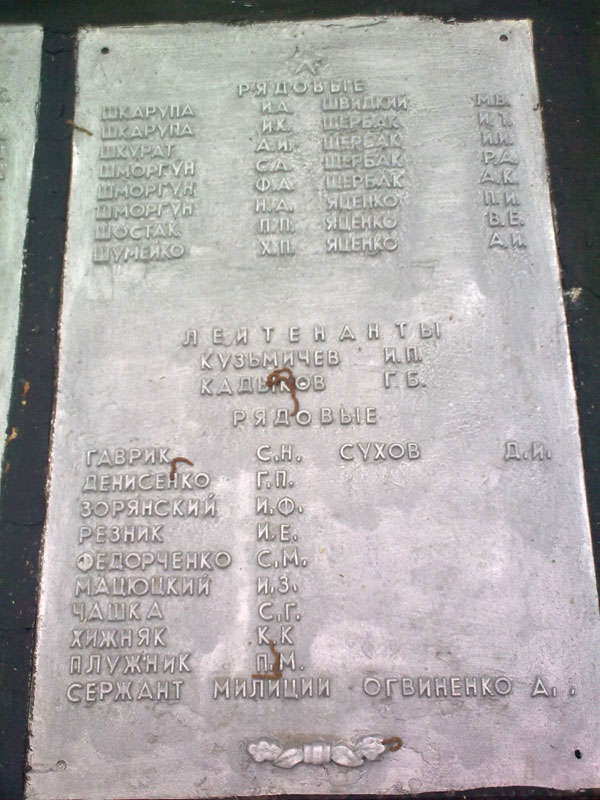 РЯДОВЫЕ
ШКАРУПА И.А. ШВИДКИЙ М.В.
ШКАРУПА И.К. ЩЕРБАК И.Т.
ШКУРАТ А.И. ЩЕРБАК И.И.
ШМОРГУН С.А. ЩЕРБАК Р.А.
ШМОРГУН Ф.А. ЩЕРБАК А.К.
ШМОРГУН Н.А. ЯЦЕНКО П.И.
ШОСТАК П.П. ЯЦЕНКО В.Е.
ШУМЕЙКО Х.П. ЯЦЕНКО А.И.
ЛЕЙТЕНАНТЫ
КУЗЬМИЧЕВ И.П.
КАДЫКОВ Г.Б.
РЯДОВЫЕ
ГАВРИК С.Н. СУХОВ Д.И.
ДЕНИСЕНКО Г.П.
ЗОРЯНСКИЙ И.Ф.
РЕЗНИК И.Е.
ФЕДОРЧЕНКО С.М.
МАЦЮЦКИЙ И.З.
ЧАШКА С.Г.
ХИЖНЯК К.К
ПЛУЖНИК П.М.
СЕРЖАНТ МИЛИЦИИ ОГВИНЕНКО А. .